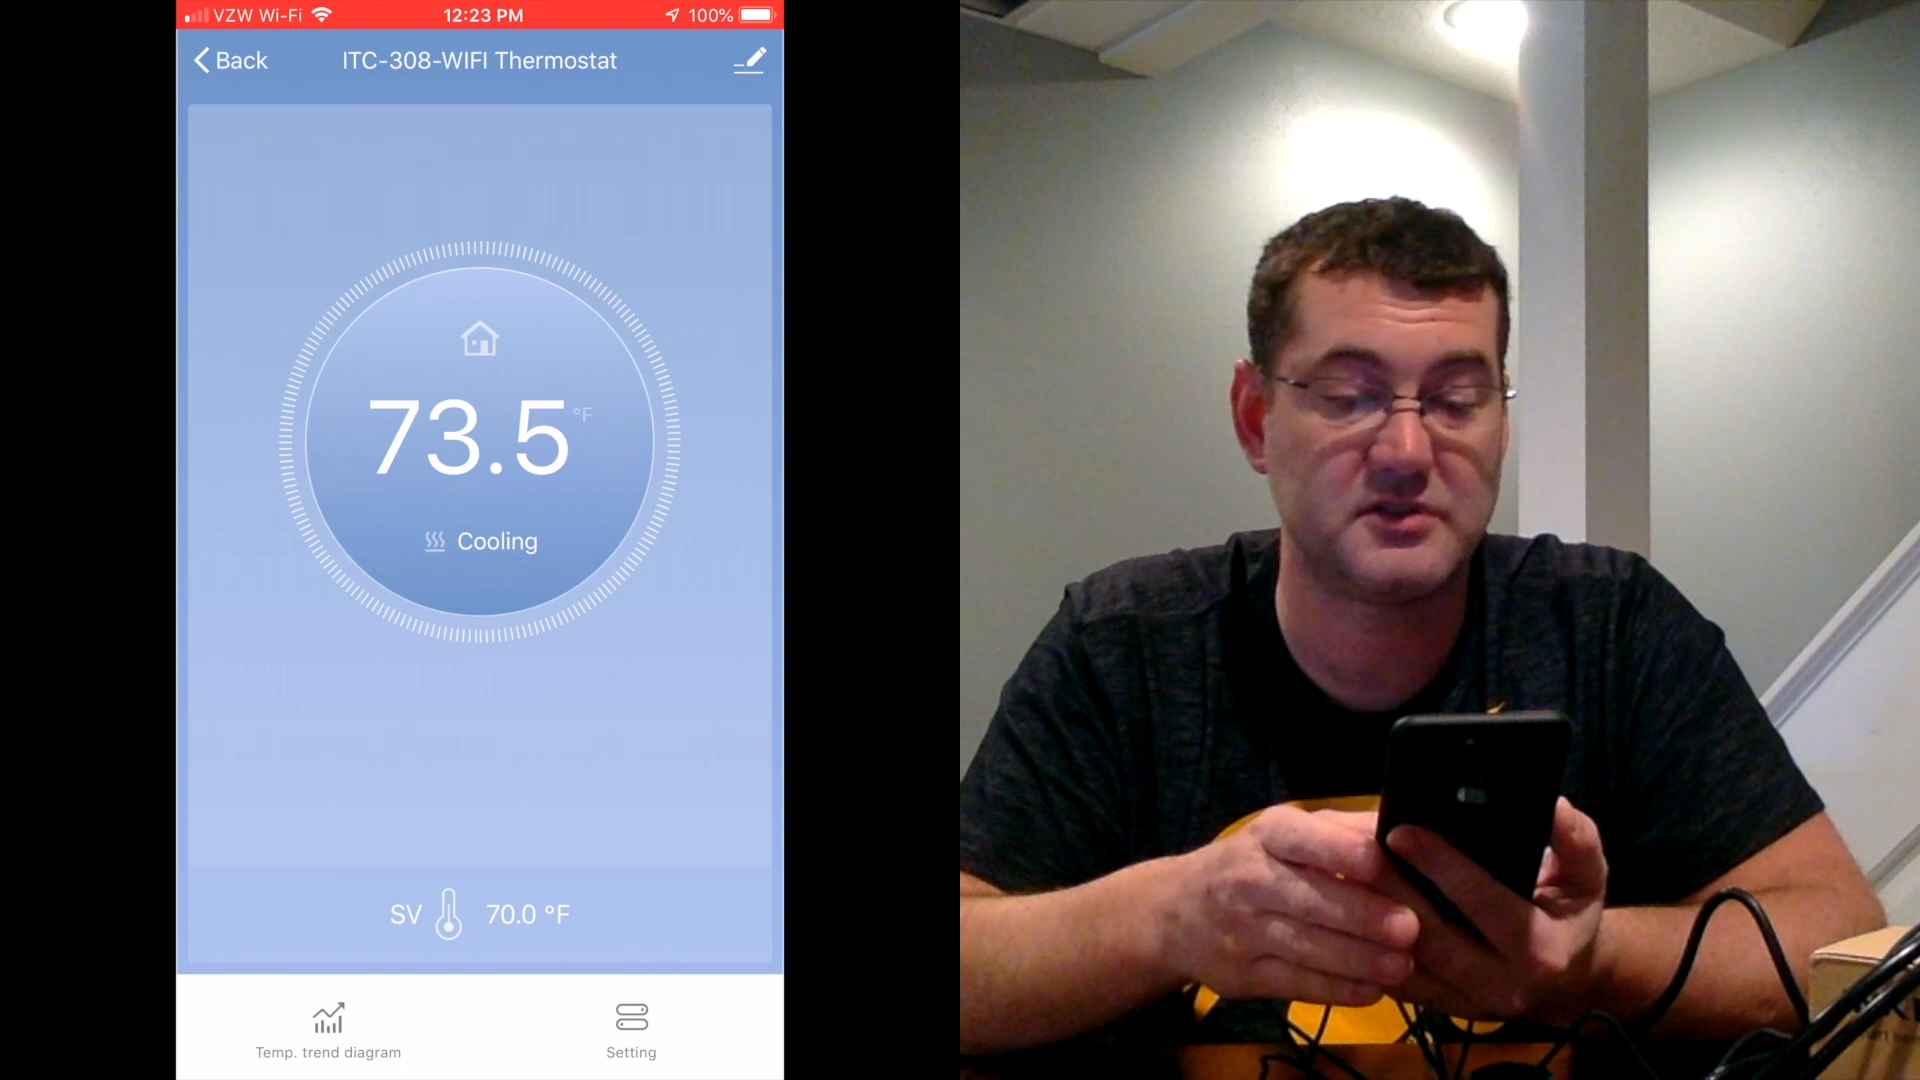 VZW Wi-Fi 12:23 PM 100%
Back ITC-308-WIFI Thermostat
73.5 °F
Cooling
SV 70.0 °F
Temp. trend diagram Setting